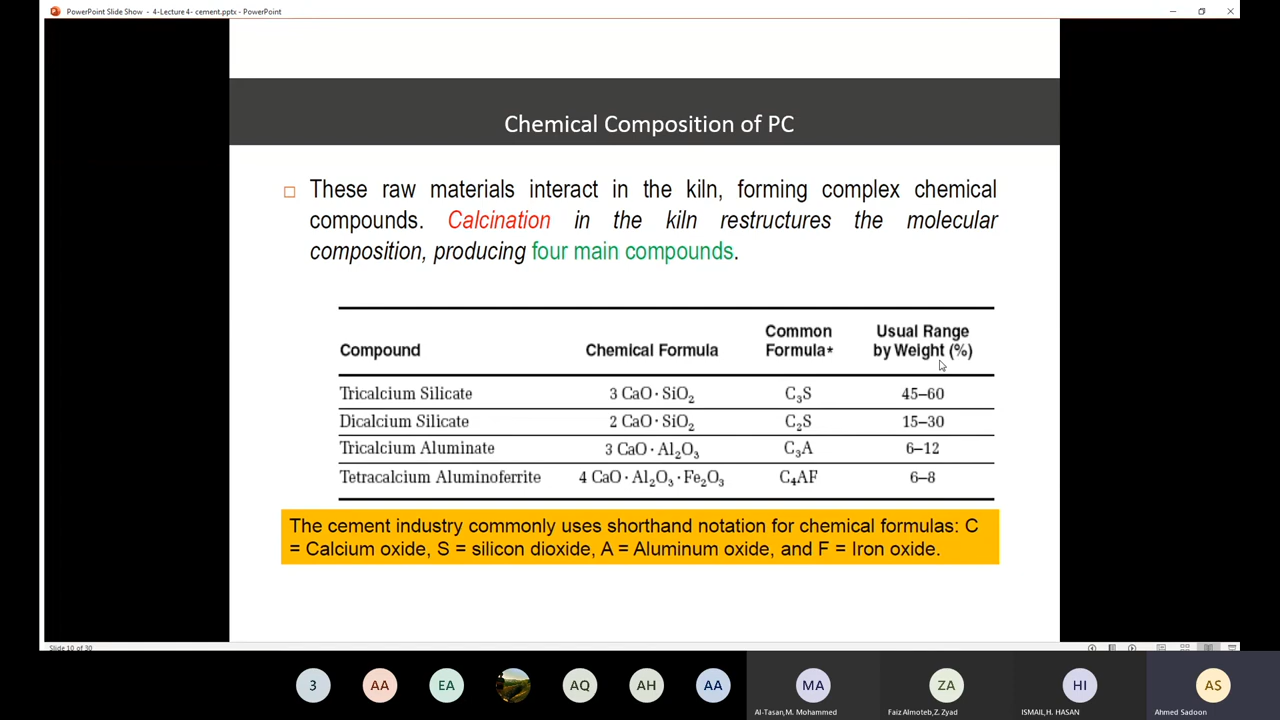 PowerPoint Slide Show - 4-Lecture 4- cement.pptx - PowerPoint
Chemical Composition of PC
These raw materials interact in the kiln, forming complex chemical
compounds. Calcination in the kiln restructures the molecular
composition, producing four main compounds.
Compound Chemical Formula Common Formula* Usual Range by Weight (%)
Tricalcium Silicate 3 CaO·SiO₂ C₃S 45–60
Dicalcium Silicate 2 CaO·SiO₂ C₂S 15–30
Tricalcium Aluminate 3 CaO·Al₂O₃ C₃A 6–12
Tetracalcium Aluminoferrite 4 CaO·Al₂O₃·Fe₂O₃ C₄AF 6–8
The cement industry commonly uses shorthand notation for chemical formulas: C
= Calcium oxide, S = silicon dioxide, A = Aluminum oxide, and F = Iron oxide.
Slide 10 of 30
3 AA EA AQ AH AA MA ZA HI AS
Al-Tasan,M. Mohammed Faiz Almoteb,Z. Zyad ISMAIL,H. HASAN Ahmed Sadoon